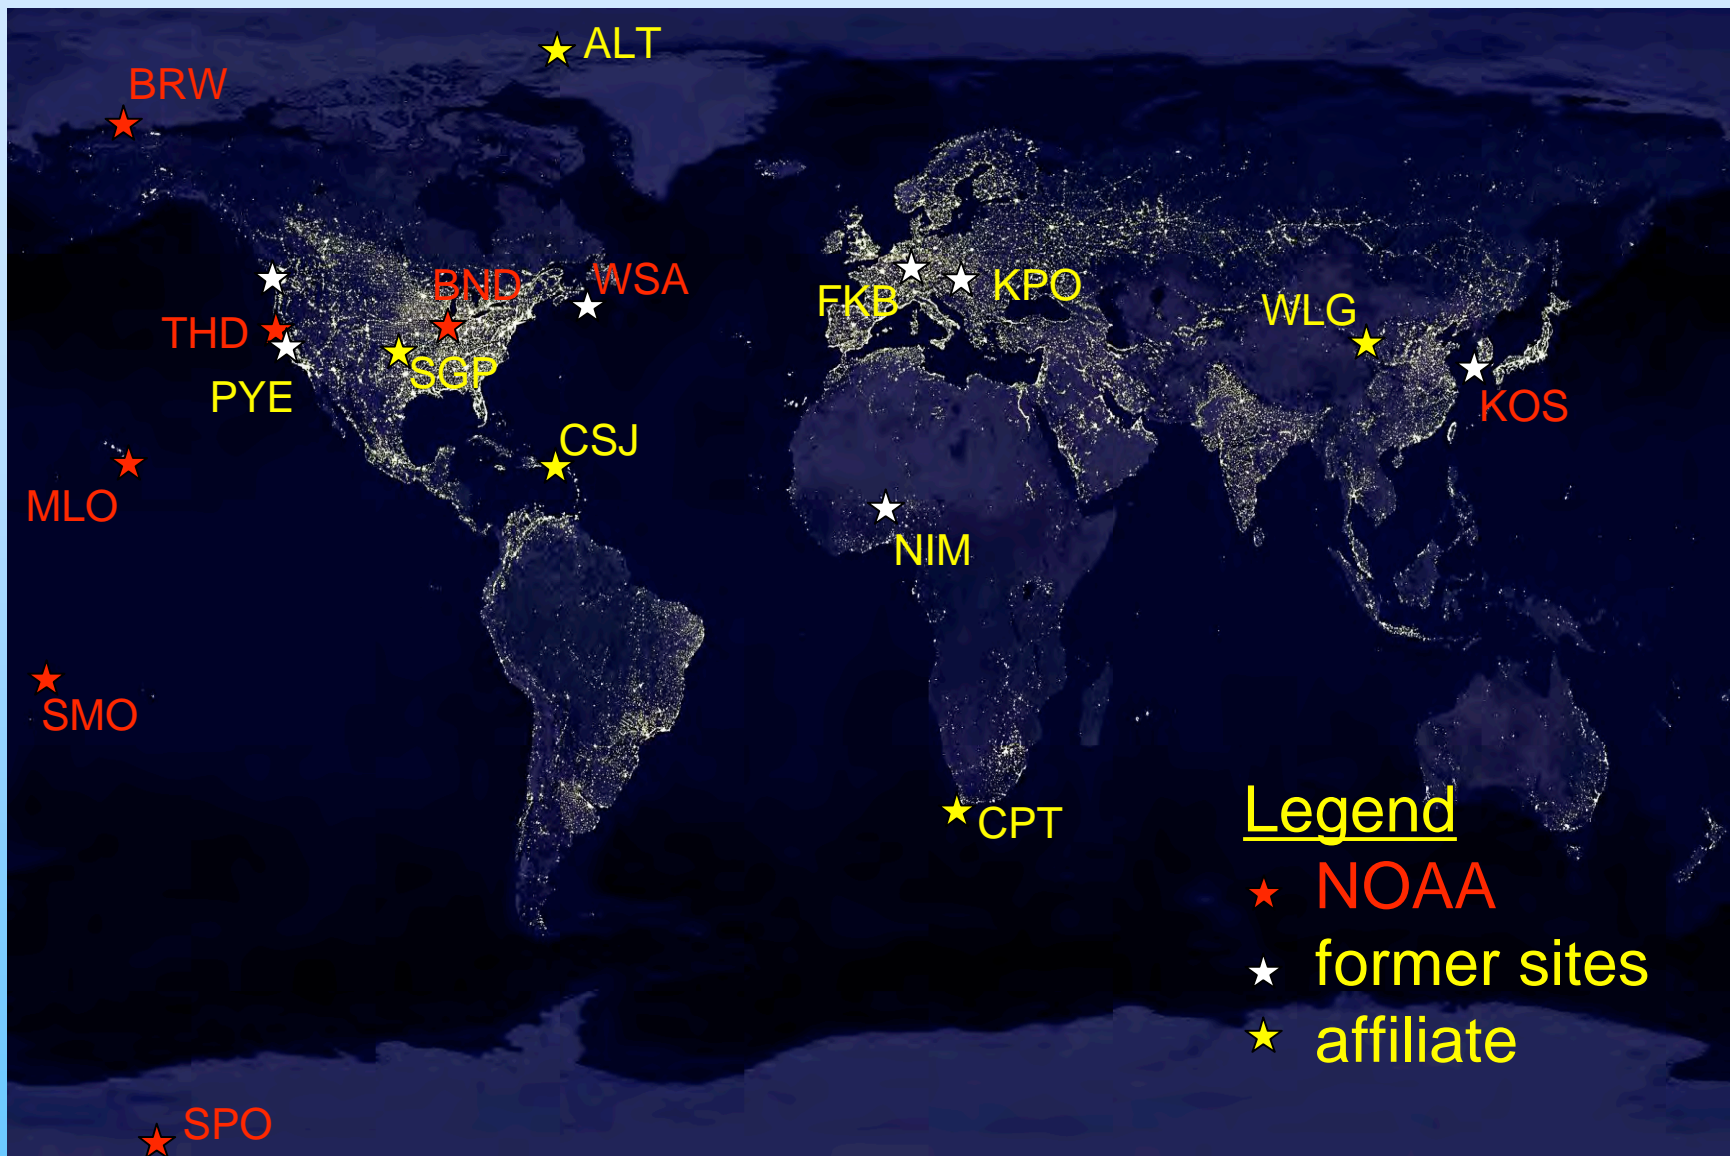 ALT
BRW
BND
WSA
FKB
KPO
WLG
THD
SGP
PYE
KOS
CSJ
MLO
NIM
SMO
CPT
Legend
NOAA
former sites
affiliate
SPO